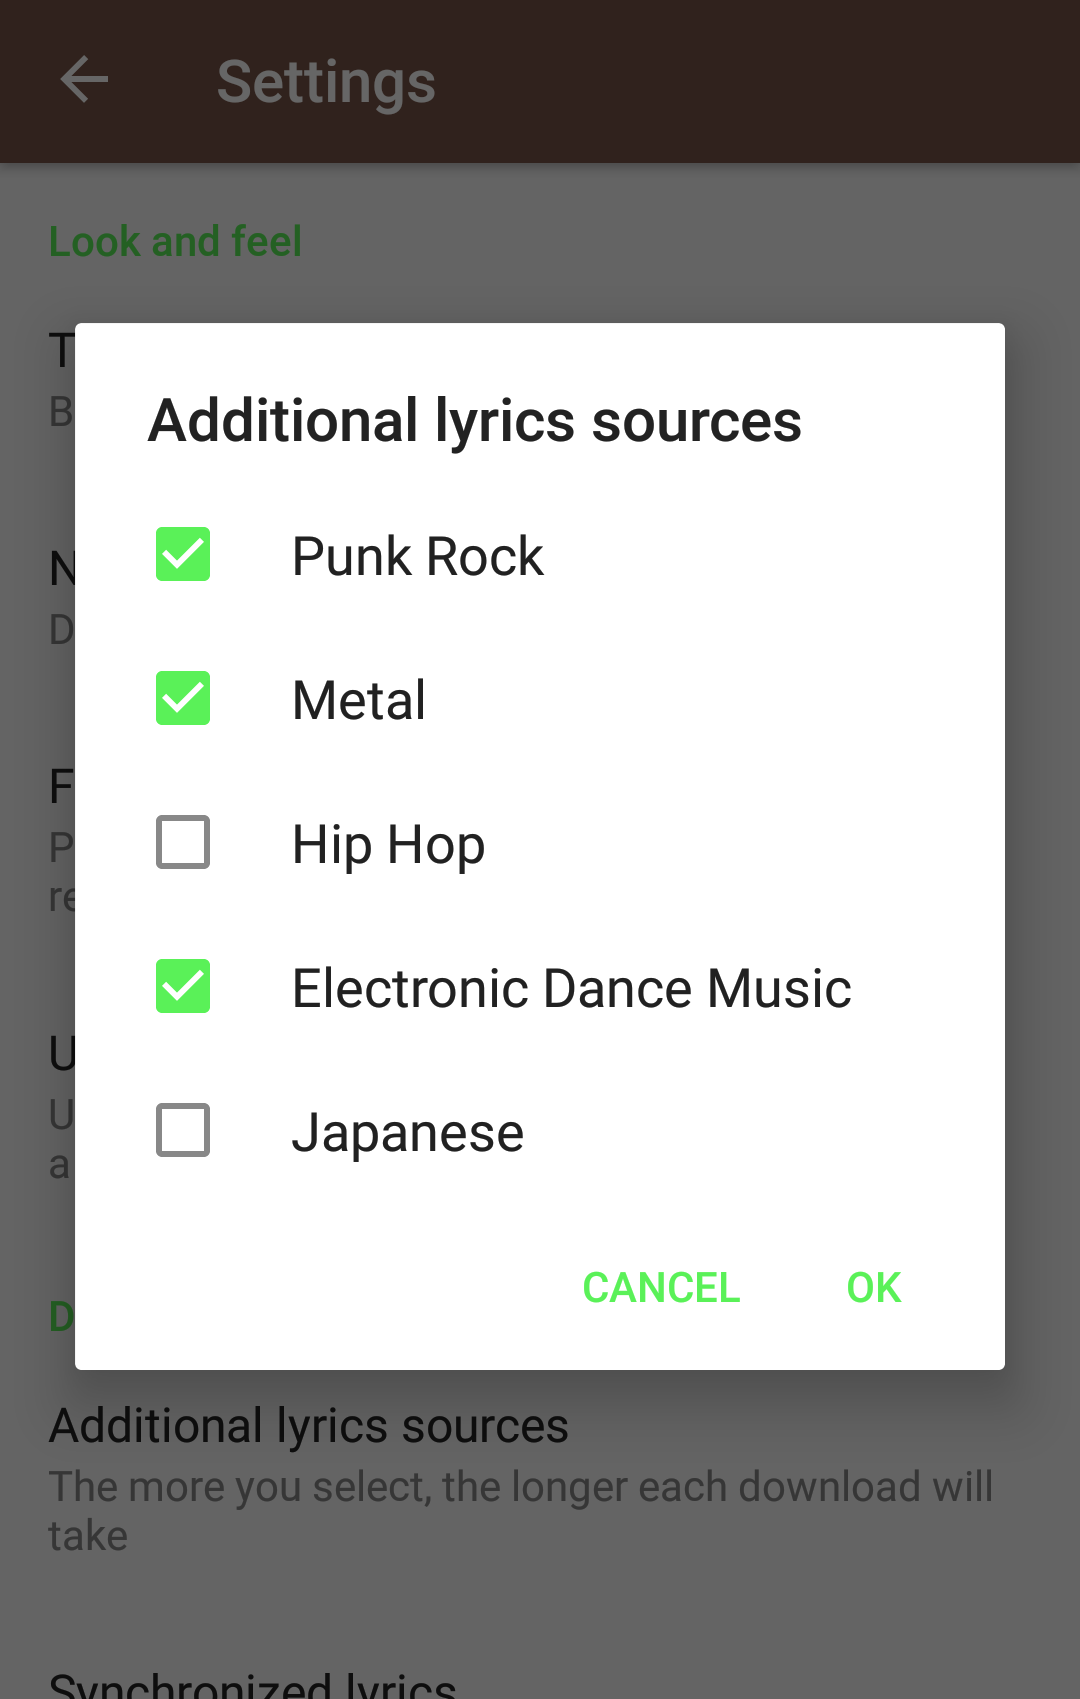 Settings
Look and feel
Additional lyrics sources
Punk Rock
Metal
Hip Hop
Electronic Dance Music
Japanese
CANCEL
OK
Additional lyrics sources
The more you select, the longer each download will
take
Synchronized lyrics